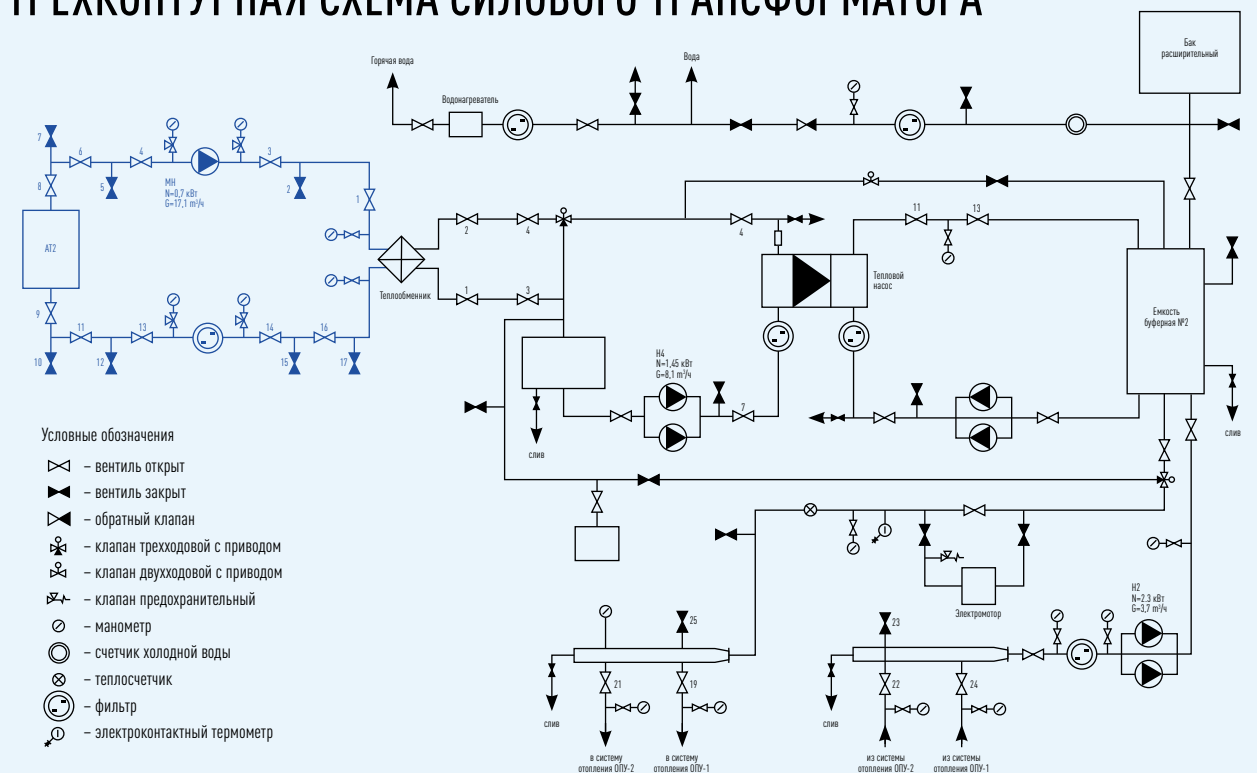 ТРЕХКОНТУРНАЯ СХЕМА СИЛОВОГО ТРАНСФОРМАТОРА
Бак
расширительный
Горячая вода
Вода
Водонагреватель
7
6
4
3
8
5
МН
N=0,7 кВт
G=17,1 m³/ч
2
1
АТ2
9
11
13
14
16
10
12
15
17
Теплообменник
2
4
1
3
4
11
13
Тепловой
насос
Емкость
буферная №2
Н4
N=1,45 кВт
G=8,1 m³/ч
7
слив
слив
Условные обозначения
– вентиль открыт
– вентиль закрыт
– обратный клапан
– клапан трехходовой с приводом
– клапан двухходовой с приводом
– клапан предохранительный
– манометр
– счетчик холодной воды
– теплосчетчик
– фильтр
– электроконтактный термометр
Электромотор
Н2
N=2.3 кВт
G=3,7 m³/ч
25
23
21
19
22
24
слив
слив
в систему
отопления ОПУ-2
в систему
отопления ОПУ-1
из системы
отопления ОПУ-2
из системы
отопления ОПУ-1